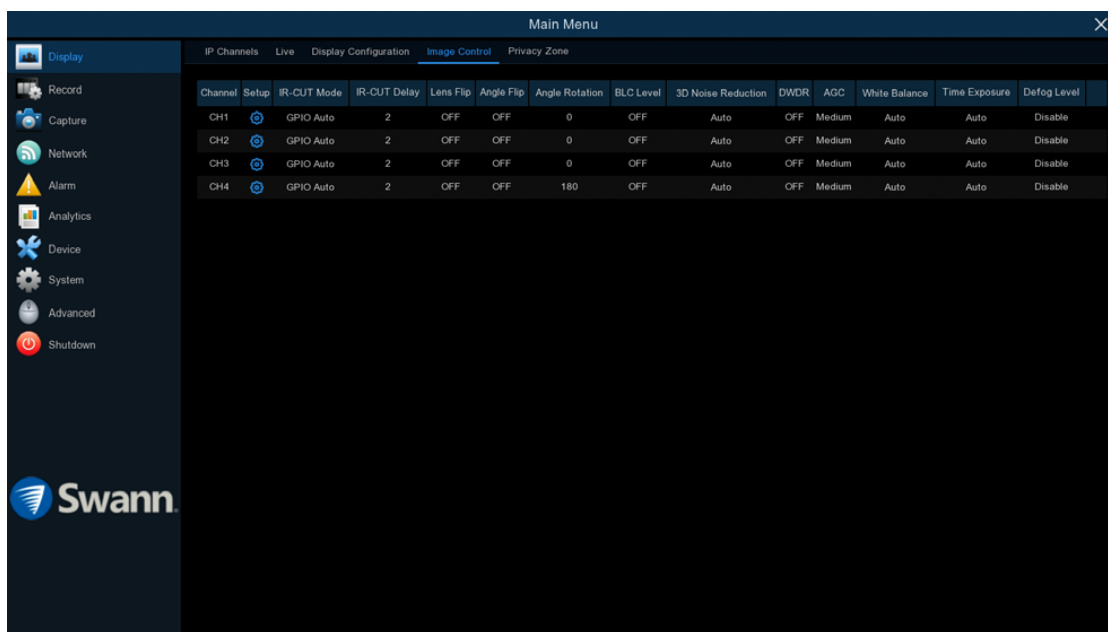 Main Menu
Display
IP Channels Live Display Configuration Image Control Privacy Zone
Record
Channel Setup IR-CUT Mode IR-CUT Delay Lens Flip Angle Flip Angle Rotation BLC Level 3D Noise Reduction DWDR AGC White Balance Time Exposure Defog Level
Capture
CH1 GPIO Auto 2 OFF OFF 0 OFF Auto OFF Medium Auto Auto Disable
CH2 GPIO Auto 2 OFF OFF 0 OFF Auto OFF Medium Auto Auto Disable
Network
CH3 GPIO Auto 2 OFF OFF 0 OFF Auto OFF Medium Auto Auto Disable
Alarm
CH4 GPIO Auto 2 OFF OFF 180 OFF Auto OFF Medium Auto Auto Disable
Analytics
Device
System
Advanced
Shutdown
Swann